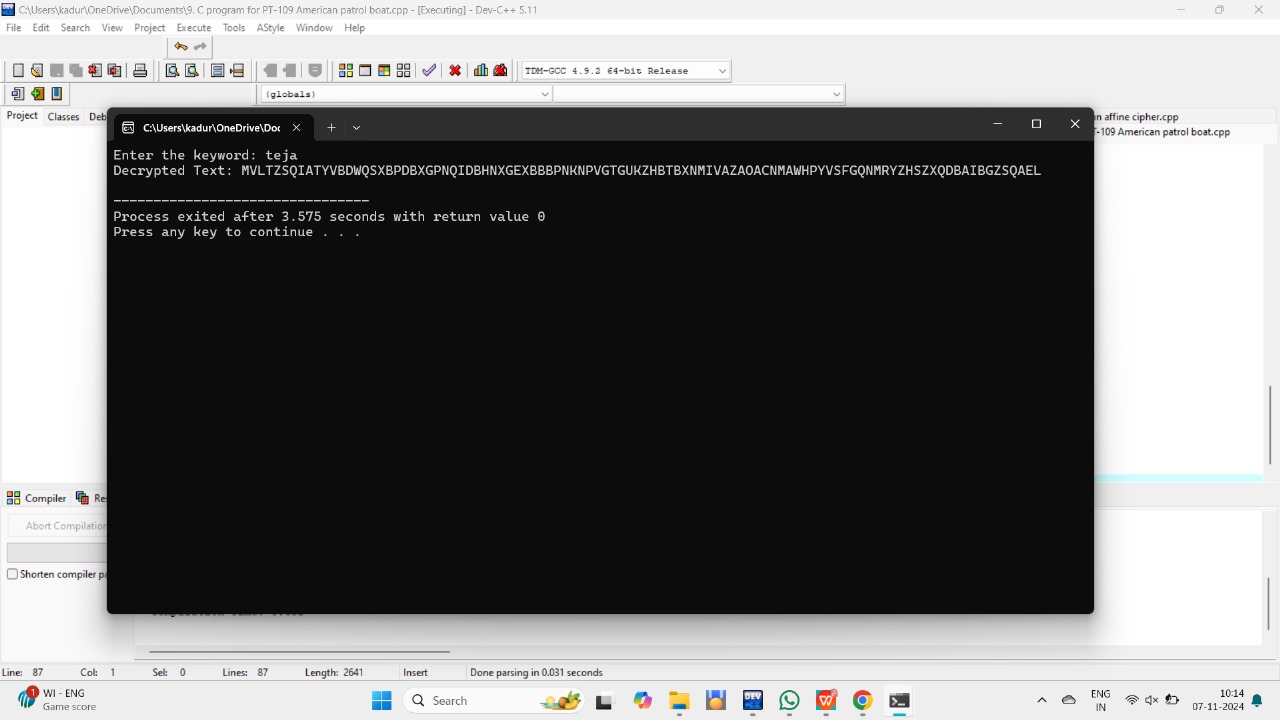 C:\Users\kadur\OneDrive\Documents\9. C program for PT-109 American patrol boat.cpp - [Executing] - Dev-C++ 5.11
File Edit Search View Project Execute Tools AStyle Window Help
TDM-GCC 4.9.2 64-bit Release
(globals)
Project Classes Deb
n affine cipher.cpp
-109 American patrol boat.cpp
C:\Users\kadur\OneDrive\Doc
Enter the keyword: teja
Decrypted Text: MVLTZSQIATYVBDWQSXBPDBXGPNQIDBHNXGEXBBBPNKNPVGTGUKZHBTBXNMIVAZAOACNMAWHPYVSFGQNMRYZHSZXQDBAIBGZSQAEL
--------------------------------
Process exited after 3.575 seconds with return value 0
Press any key to continue . . .
Compiler Res
Abort Compilation
Shorten compiler pa
Line: 87 Col: 1 Sel: 0 Lines: 87 Length: 2641 Insert Done parsing in 0.031 seconds
1 WI - ENG
Game score
Search
ENG
IN
10:14
07-11-2024